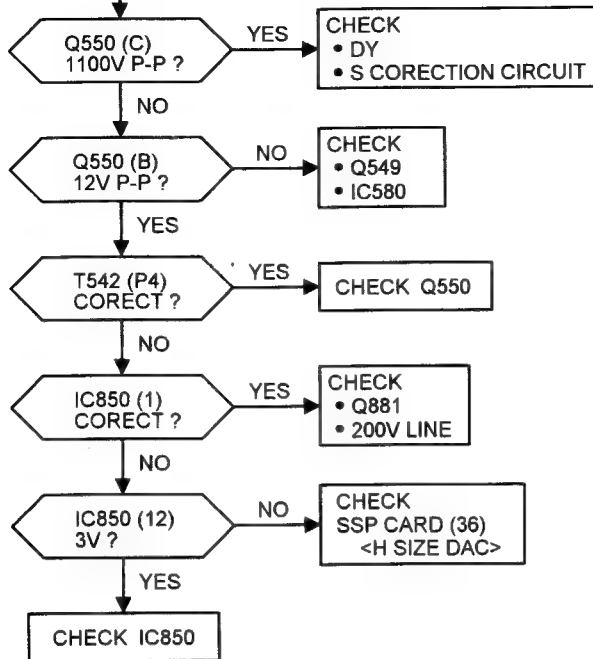 Q550 (C)
1100V P-P ?
YES
CHECK
• DY
• S CORECTION CIRCUIT
NO
Q550 (B)
12V P-P ?
NO
CHECK
• Q549
• IC580
YES
T542 (P4)
CORECT ?
YES
CHECK Q550
NO
IC850 (1)
CORECT ?
YES
CHECK
• Q881
• 200V LINE
NO
IC850 (12)
3V ?
NO
CHECK
SSP CARD (36)
<H SIZE DAC>
YES
CHECK IC850